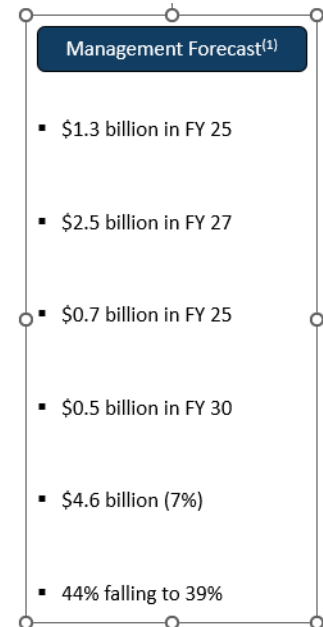 Management Forecast(1)
▪ $1.3 billion in FY 25
▪ $2.5 billion in FY 27
▪ $0.7 billion in FY 25
▪ $0.5 billion in FY 30
▪ $4.6 billion (7%)
▪ 44% falling to 39%